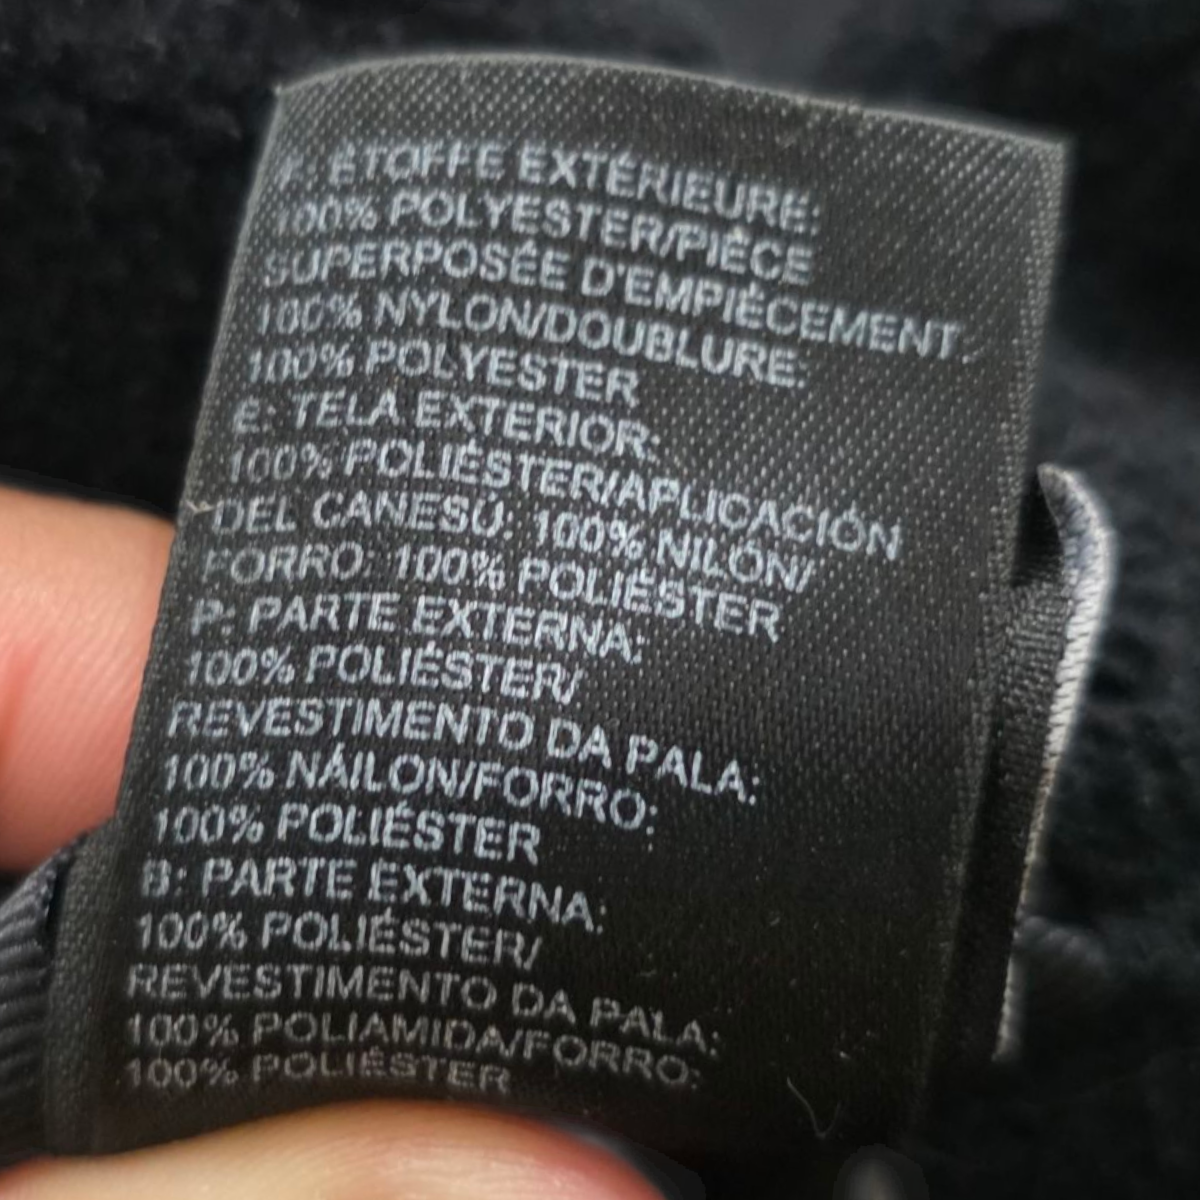 F: ÉTOFFE EXTÉRIEURE:
100% POLYESTER/PIÈCE
SUPERPOSÉE D'EMPIÈCEMENT:
100% NYLON/DOUBLURE:
100% POLYESTER
E: TELA EXTERIOR:
100% POLIÉSTER/APLICACIÓN
DEL CANESÚ: 100% NILÓN/
FORRO: 100% POLIÉSTER
P: PARTE EXTERNA:
100% POLIÉSTER/
REVESTIMENTO DA PALA:
100% NÁILON/FORRO:
100% POLIÉSTER
B: PARTE EXTERNA:
100% POLIÉSTER/
REVESTIMENTO DA PALA:
100% POLIAMIDA/FORRO:
100% POLIÉSTER